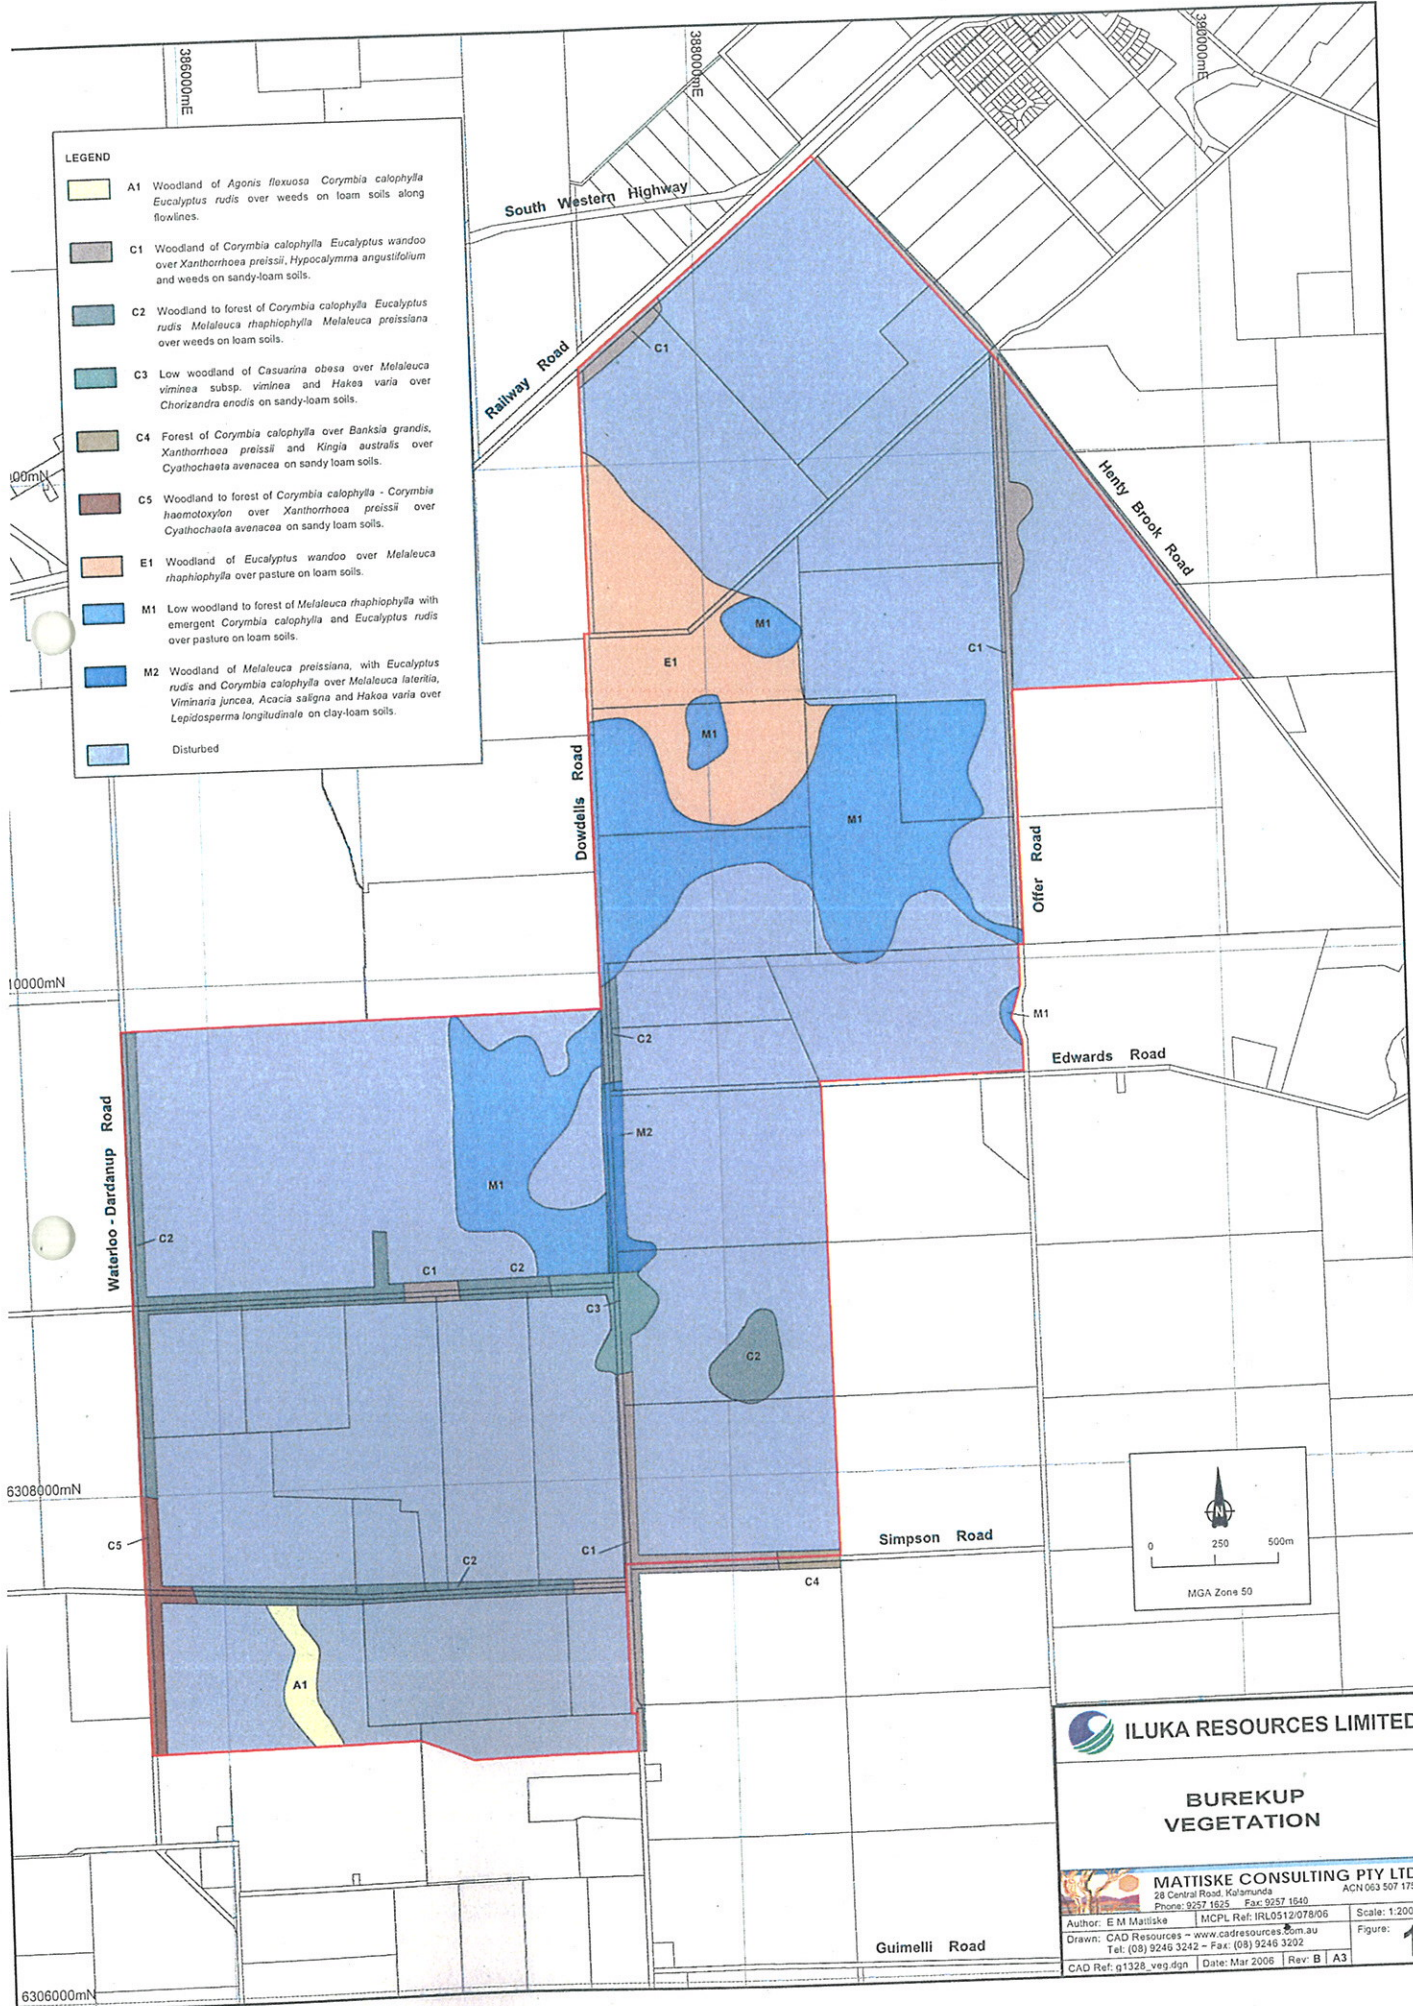 386000mE
388000mE
390000mE
LEGEND
A1 Woodland of Agonis flexuosa Corymbia calophylla
Eucalyptus rudis over weeds on loam soils along
flowlines.
C1 Woodland of Corymbia calophylla Eucalyptus wandoo
over Xanthorrhoea preissii, Hypocalymma angustifolium
and weeds on sandy-loam soils.
C2 Woodland to forest of Corymbia calophylla Eucalyptus
rudis Melaleuca rhaphiophylla Melaleuca preissiana
over weeds on loam soils.
C3 Low woodland of Casuarina obesa over Melaleuca
viminea subsp. viminea and Hakea varia over
Chorizandra enodis on sandy-loam soils.
C4 Forest of Corymbia calophylla over Banksia grandis,
Xanthorrhoea preissii and Kingia australis over
Cyathochaeta avenacea on sandy loam soils.
C5 Woodland to forest of Corymbia calophylla - Corymbia
haemotoxylon over Xanthorrhoea preissii over
Cyathochaeta avenacea on sandy loam soils.
E1 Woodland of Eucalyptus wandoo over Melaleuca
rhaphiophylla over pasture on loam soils.
M1 Low woodland to forest of Melaleuca rhaphiophylla with
emergent Corymbia calophylla and Eucalyptus rudis
over pasture on loam soils.
M2 Woodland of Melaleuca preissiana, with Eucalyptus
rudis and Corymbia calophylla over Melaleuca lateritia,
Viminaria juncea, Acacia saligna and Hakea varia over
Lepidosperma longitudinale on clay-loam soils.
Disturbed
South Western Highway
Railway Road
C1
00mN
Henty Brook Road
M1
C1
E1
M1
Dowdells Road
M1
Offer Road
10000mN
M1
C2
Edwards Road
Waterloo - Dardanup Road
M2
M1
C2
C1
C2
C3
C2
6308000mN
C5
C2
C1
Simpson Road
C4
A1
N
0 250 500m
MGA Zone 50
ILUKA RESOURCES LIMITED
BUREKUP
VEGETATION
MATTISKE CONSULTING PTY LTD
28 Central Road, Kalamunda ACN 063 507 175
Phone: 9257 1625 Fax: 9257 1640
Author: E M Mattiske MCPL Ref: IRL0512/078/06 Scale: 1:200
Drawn: CAD Resources ~ www.cadresources.com.au Figure: 1
Tel: (08) 9246 3242 ~ Fax: (08) 9246 3202
CAD Ref: g1328_veg.dgn Date: Mar 2006 Rev: B A3
Guimelli Road
6306000mN